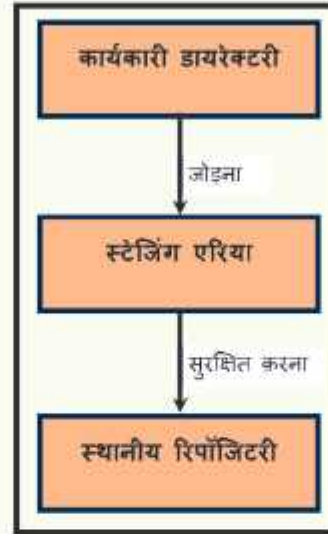 कार्यकारी डायरेक्टरी
जोड़ना
स्टेजिंग एरिया
सुरक्षित करना
स्थानीय रिपॉजिटरी